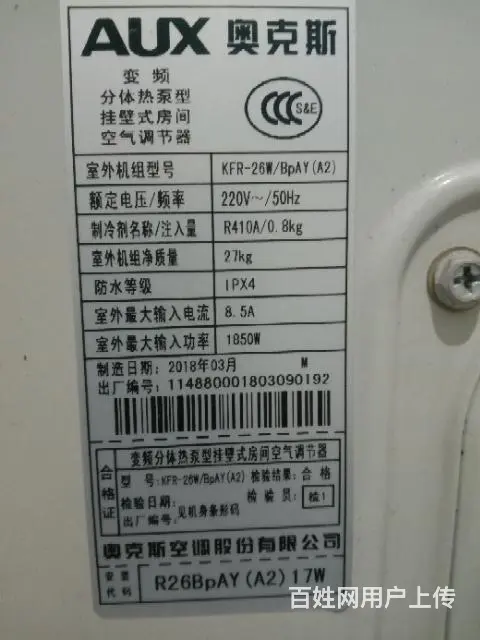 AUX 奥克斯
变频
分体热泵型
挂壁式房间
空气调节器
CCC S&E
室外机组型号 KFR-26W/BpAY(A2)
额定电压/频率 220V～/50Hz
制冷剂名称/注入量 R410A/0.8kg
室外机组净质量 27kg
防水等级 IPX4
室外最大输入电流 8.5A
室外最大输入功率 1850W
制造日期：2018年03月 M
出厂编号：114880001803090192
合格证
变频分体热泵型挂壁式房间空气调节器
型 号：KFR-26W/BpAY(A2) 检验结果：合格
检验日期： 检 验 员： 检1
出厂编号：见机身条形码
奥克斯空调股份有限公司
安装代码 R26BpAY(A2)17W
百姓网用户上传